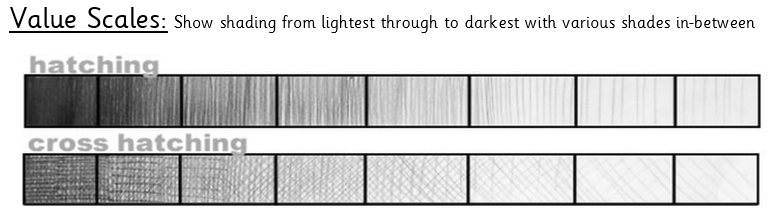 Value Scales: Show shading from lightest through to darkest with various shades in-between
hatching
cross hatching